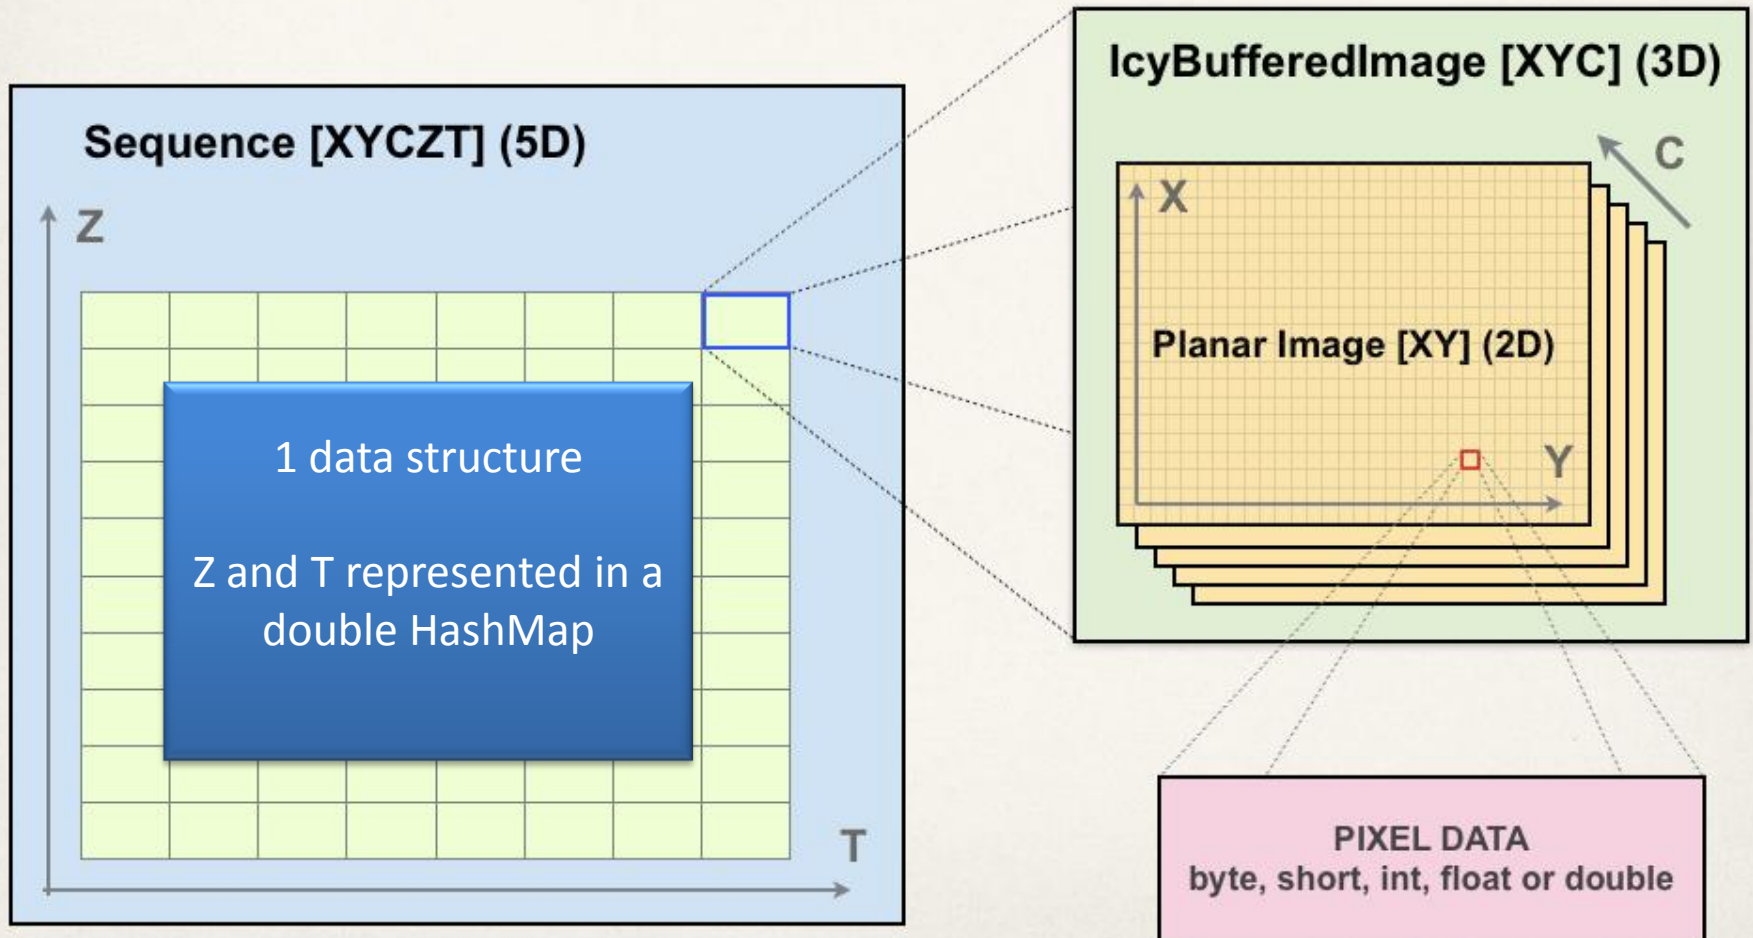 Sequence [XYCZT] (5D)
Z
1 data structure
Z and T represented in a
double HashMap
T
IcyBufferedImage [XYC] (3D)
C
X
Planar Image [XY] (2D)
Y
PIXEL DATA
byte, short, int, float or double